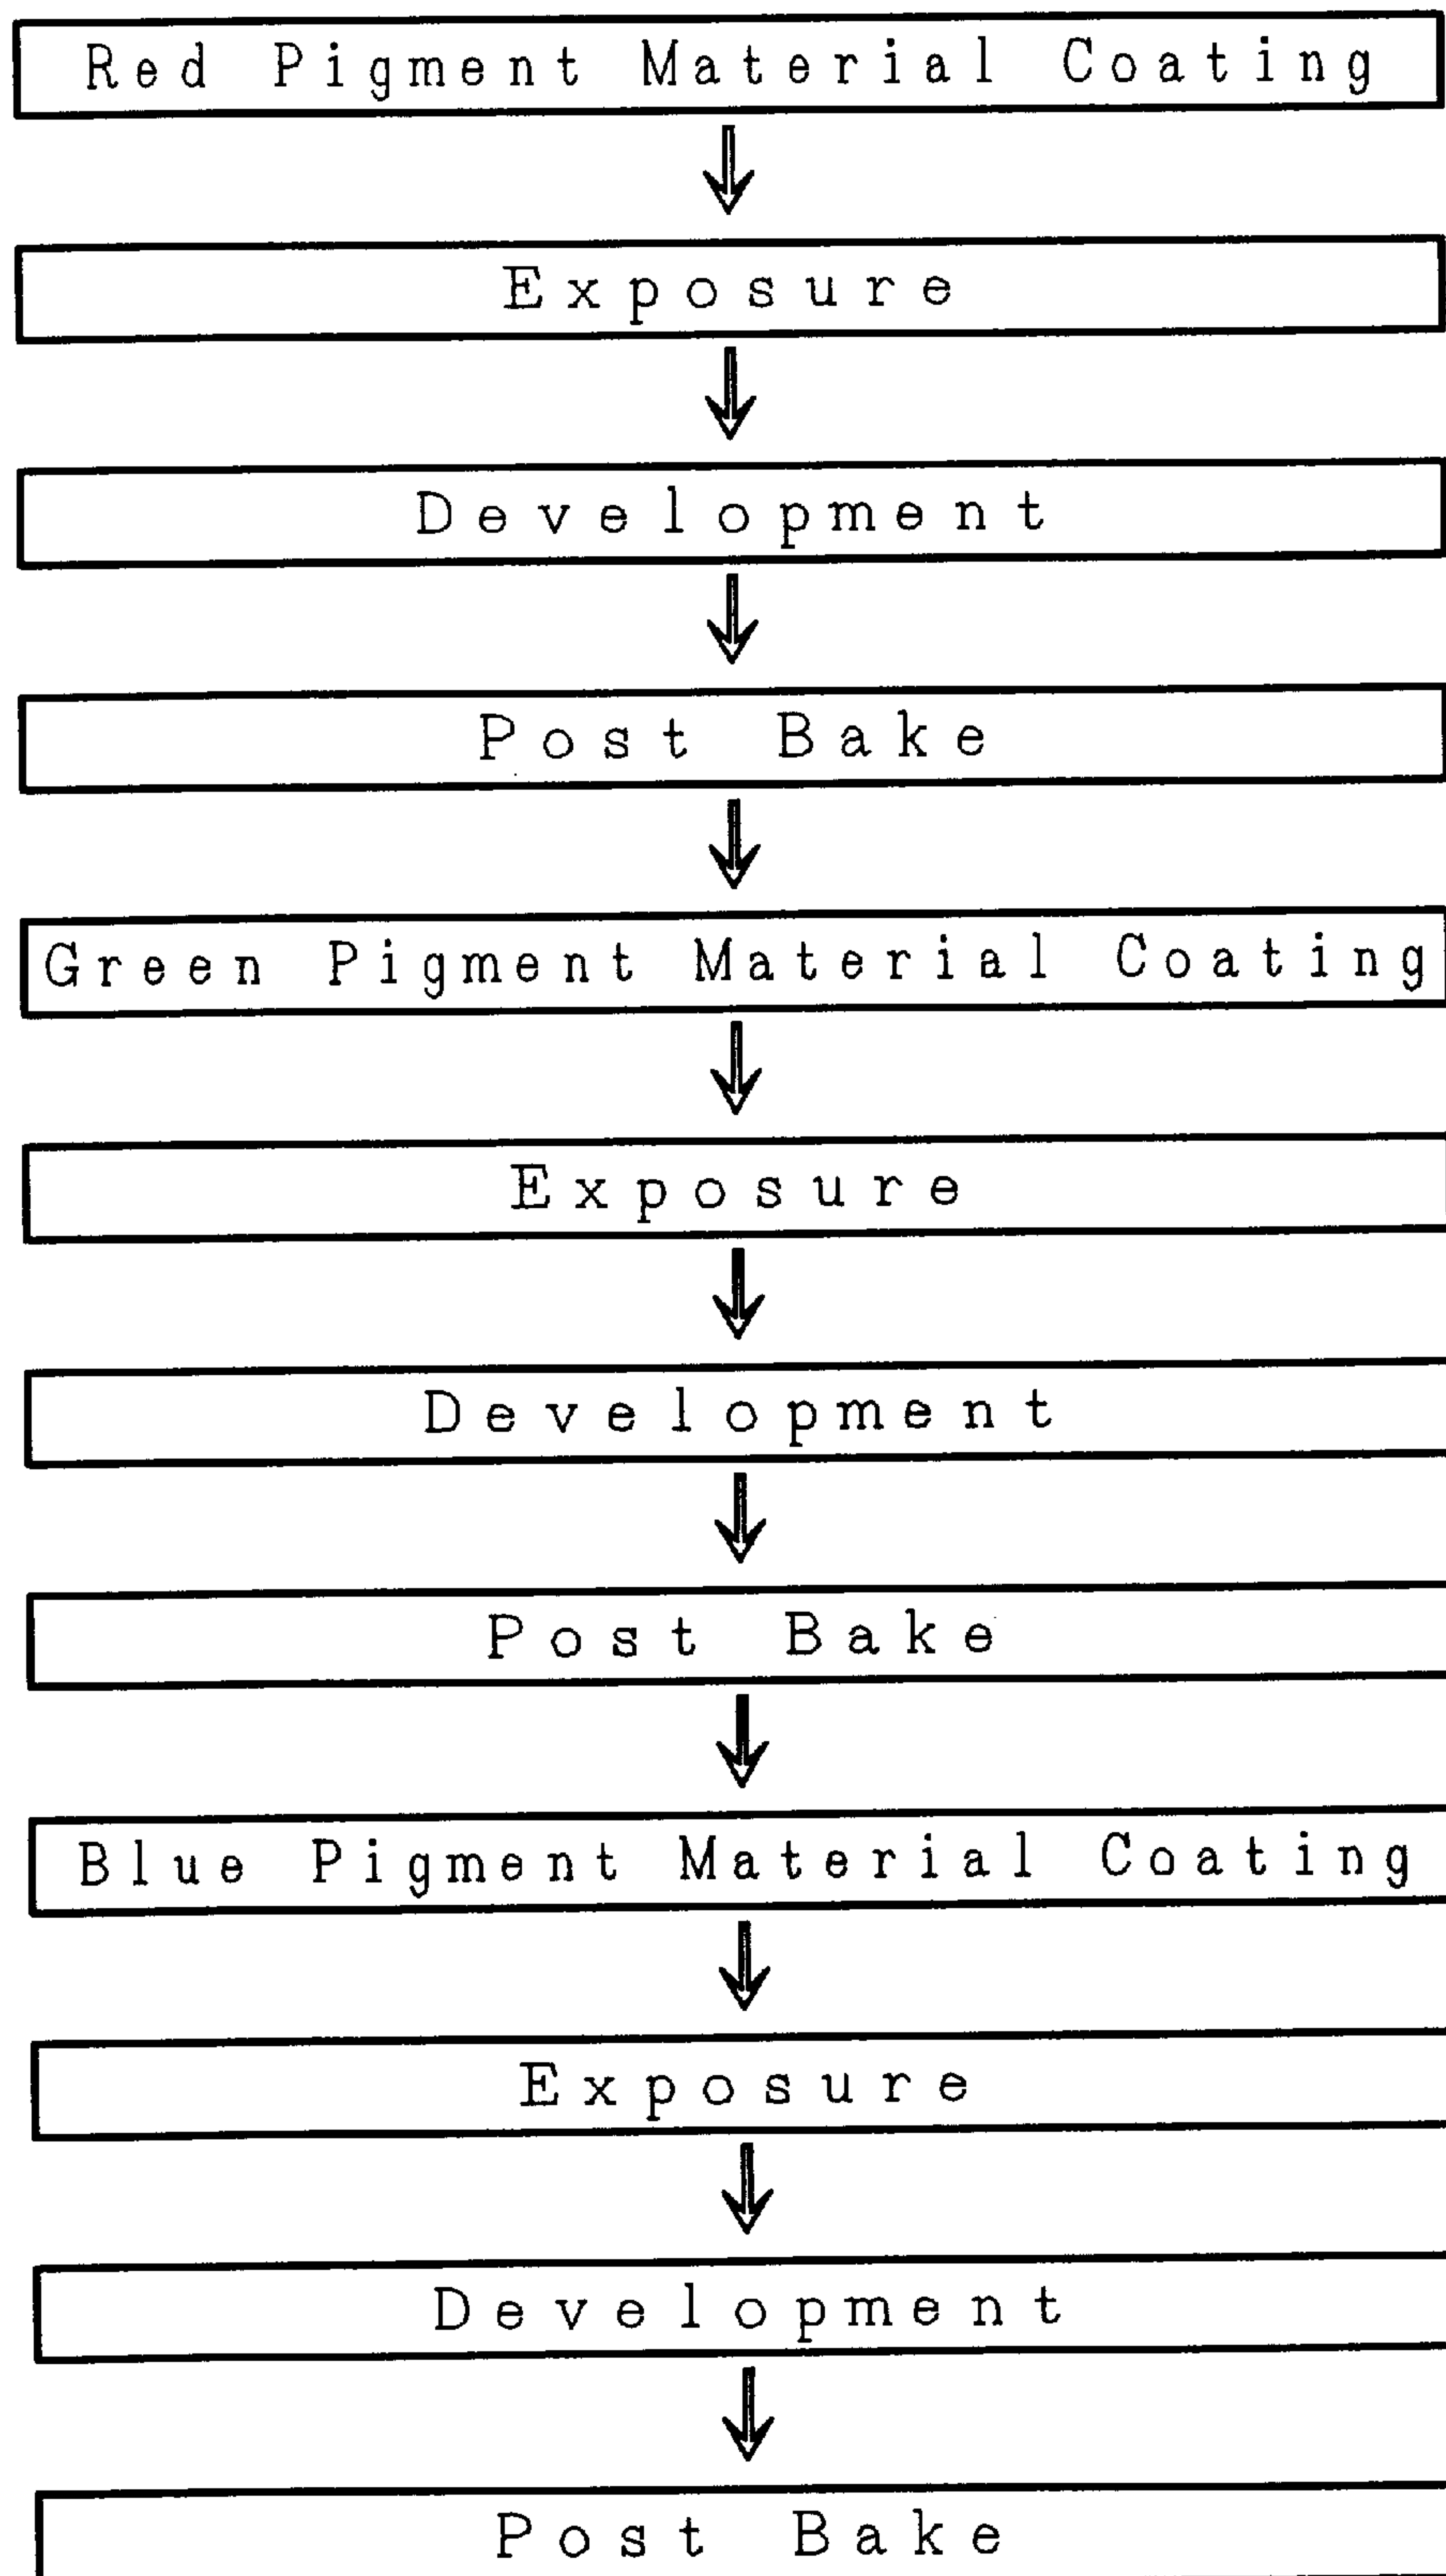 Red Pigment Material Coating
Exposure
Development
Post Bake
Green Pigment Material Coating
Exposure
Development
Post Bake
Blue Pigment Material Coating
Exposure
Development
Post Bake